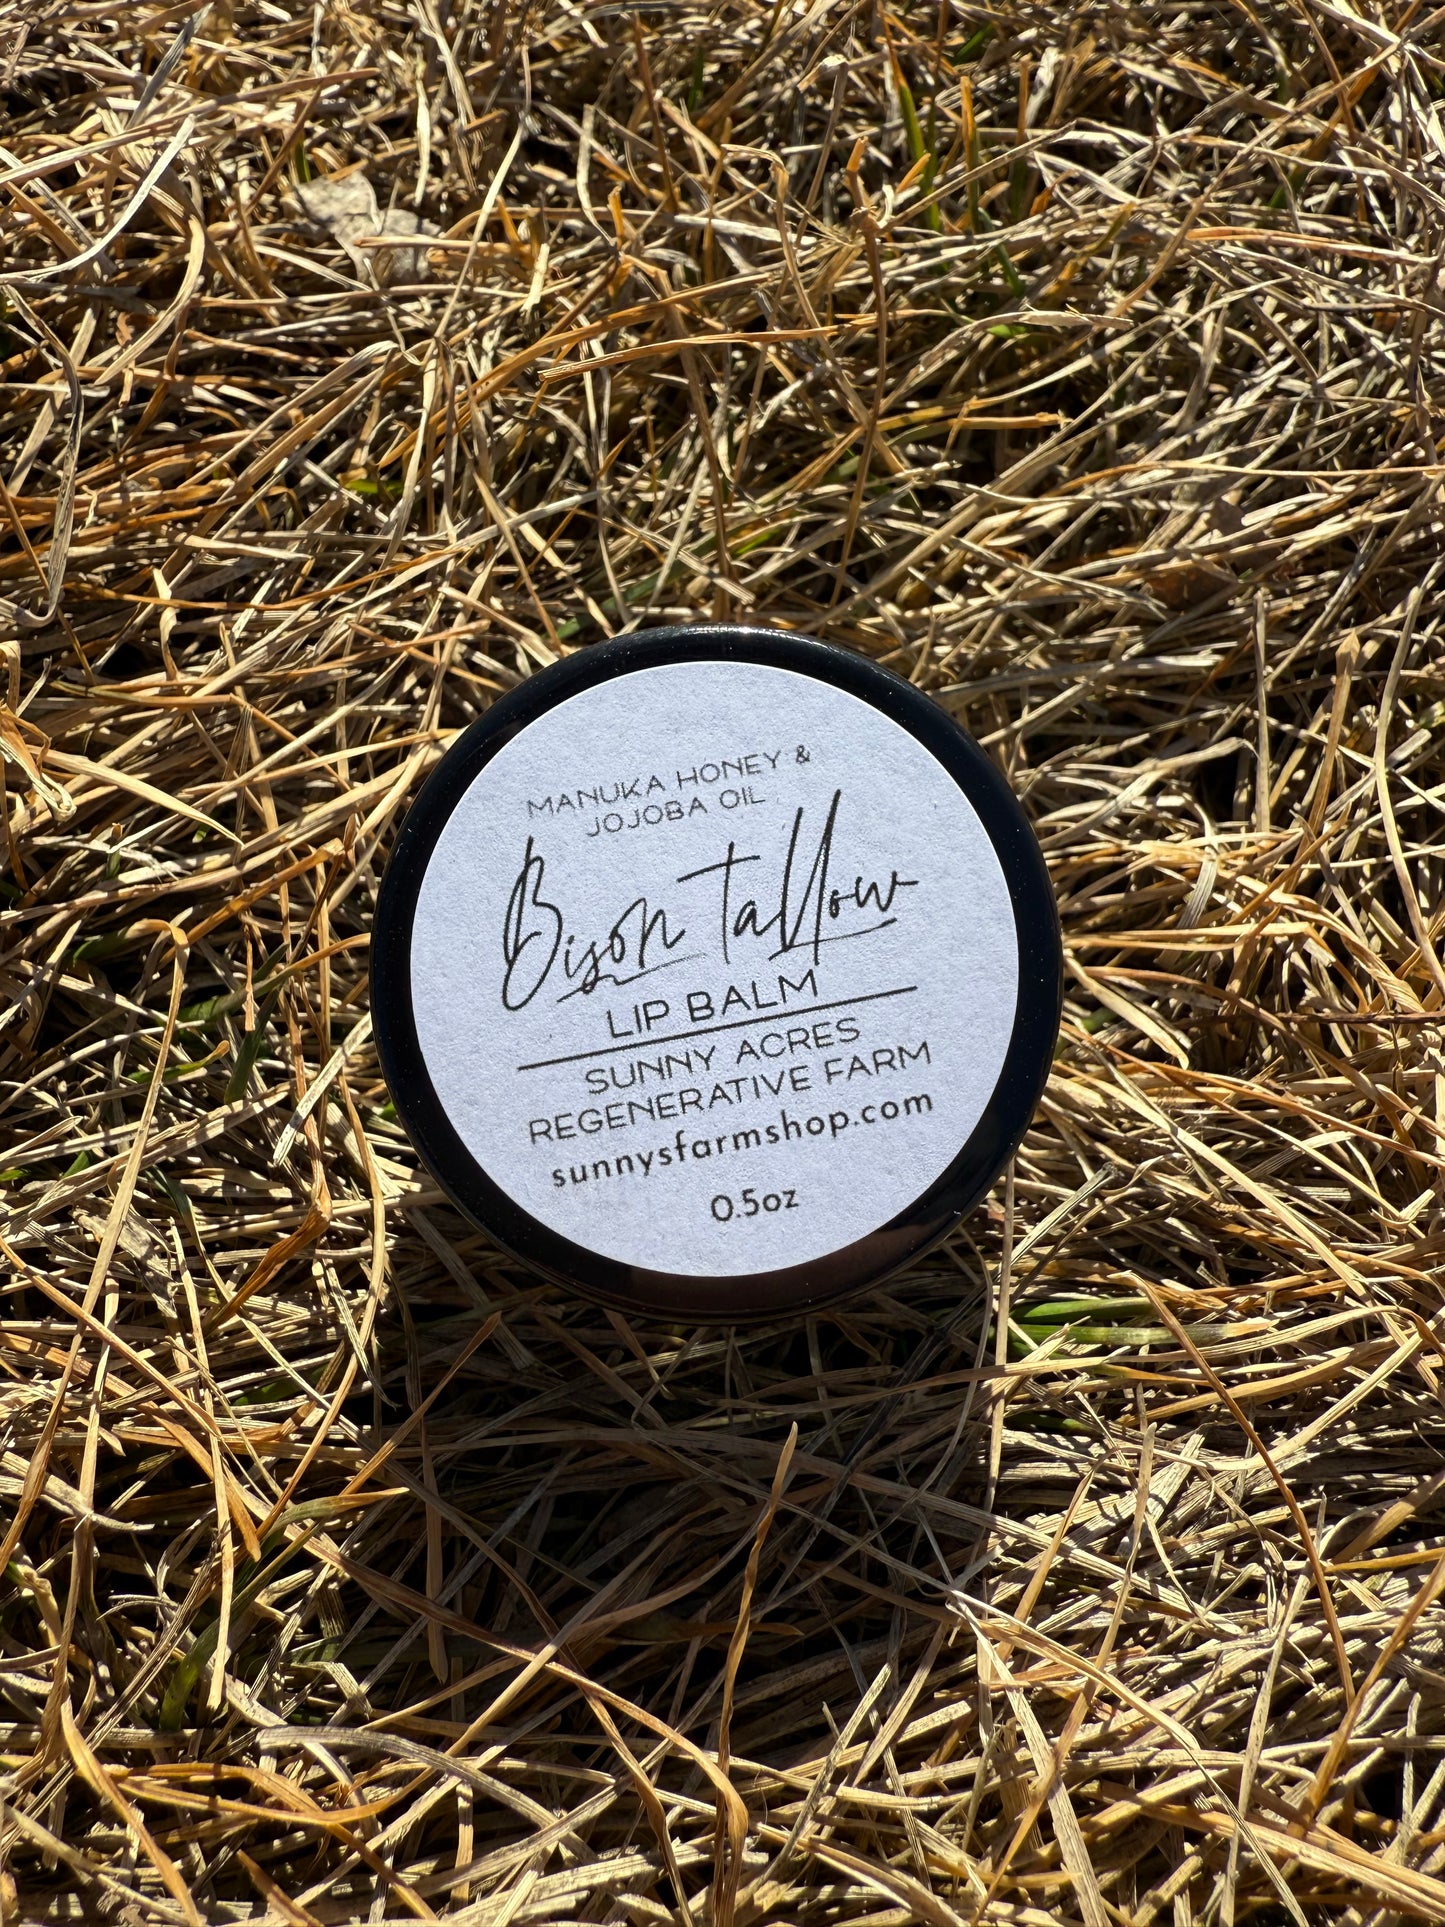 MANUKA HONEY &
JOJOBA OIL
Bison Tallow
LIP BALM
SUNNY ACRES
REGENERATIVE FARM
sunnysfarmshop.com
0.5oz